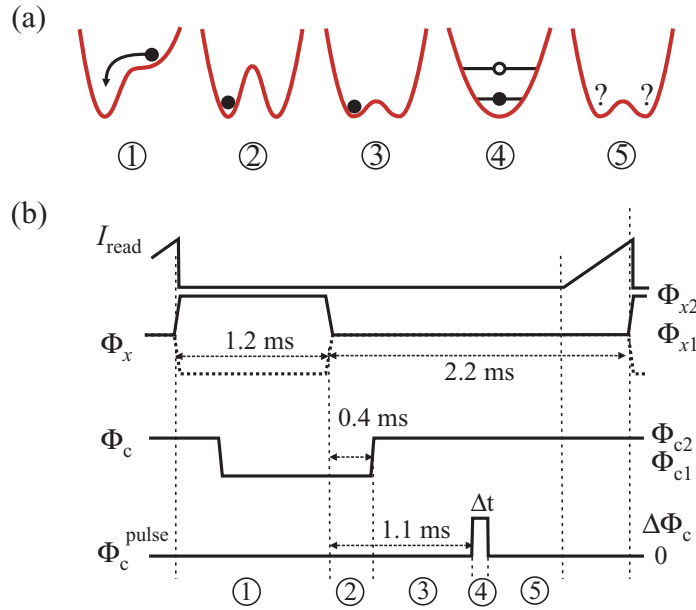 (a)
? ?
① ② ③ ④ ⑤
(b)
I_read
Φ_x2
Φ_x Φ_x1
1.2 ms
2.2 ms
0.4 ms
Φ_c Φ_c2
Φ_c1
Δt
1.1 ms ΔΦ_c
Φ_c^pulse 0
① ② ③ ④ ⑤